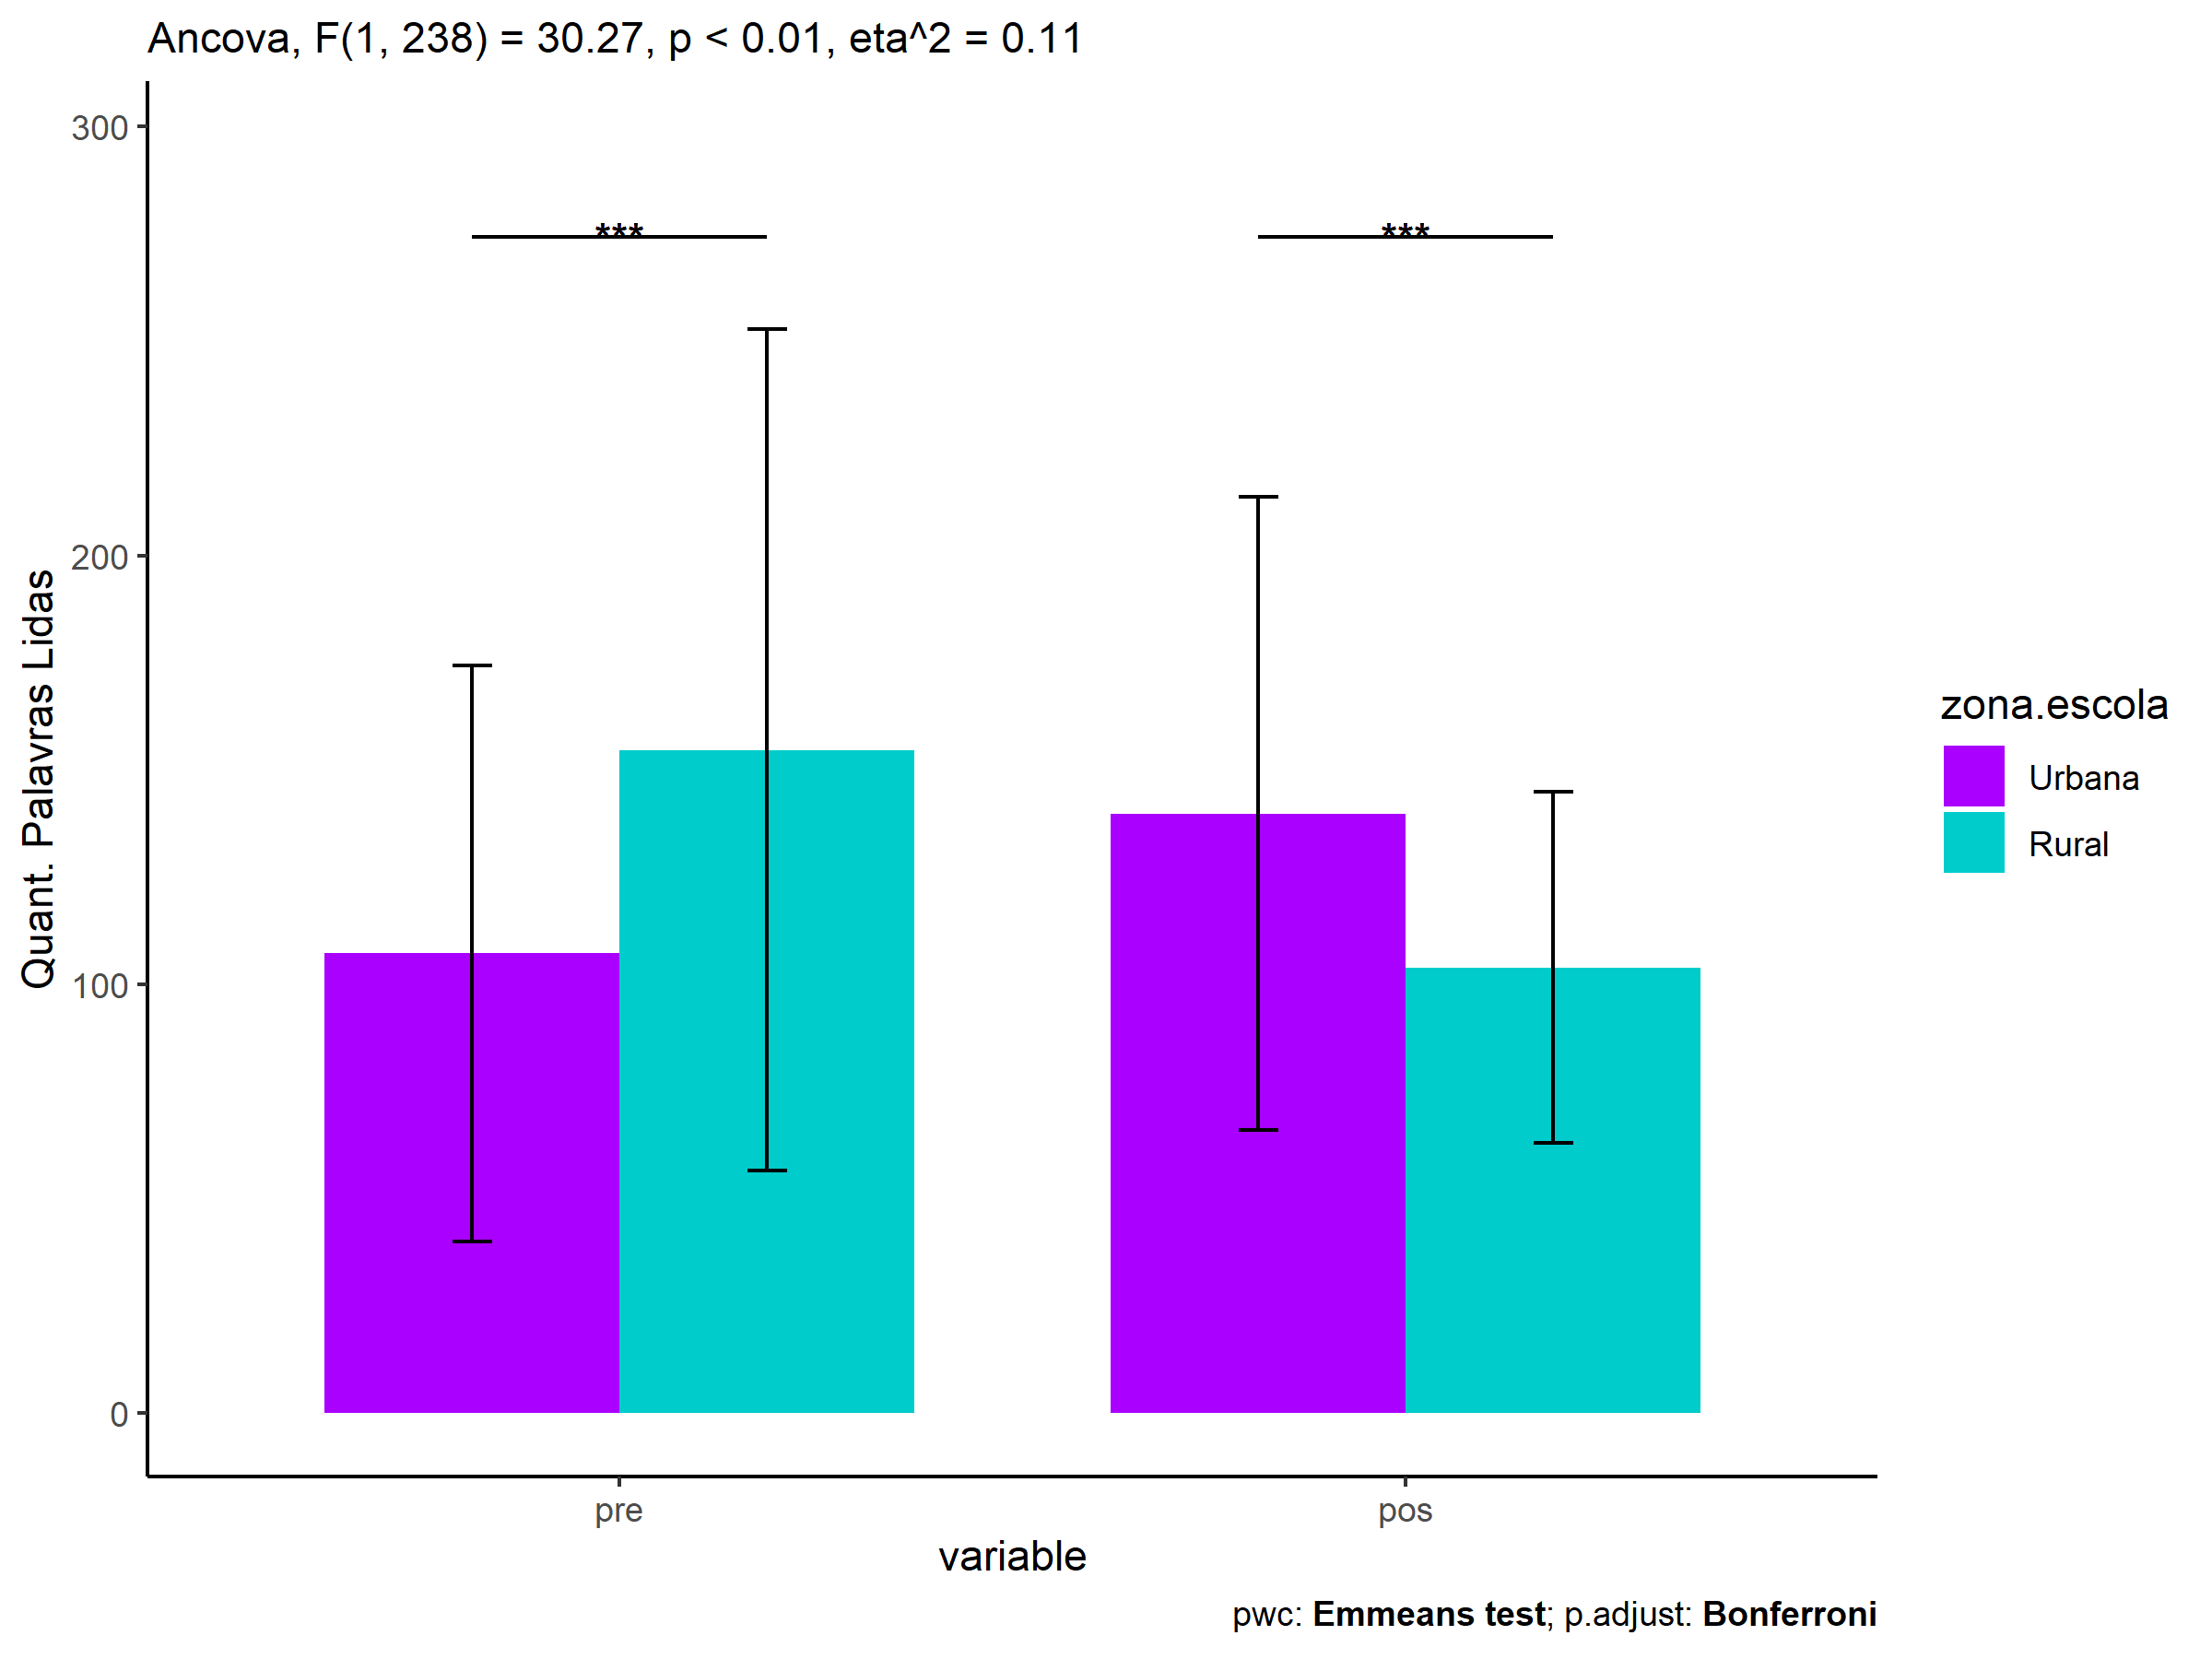 Ancova, F(1, 238) = 30.27, p < 0.01, eta^2 = 0.11
300
200
100
0
Quant. Palavras Lidas
***
***
pre
pos
variable
zona.escola
Urbana
Rural
pwc: Emmeans test; p.adjust: Bonferroni